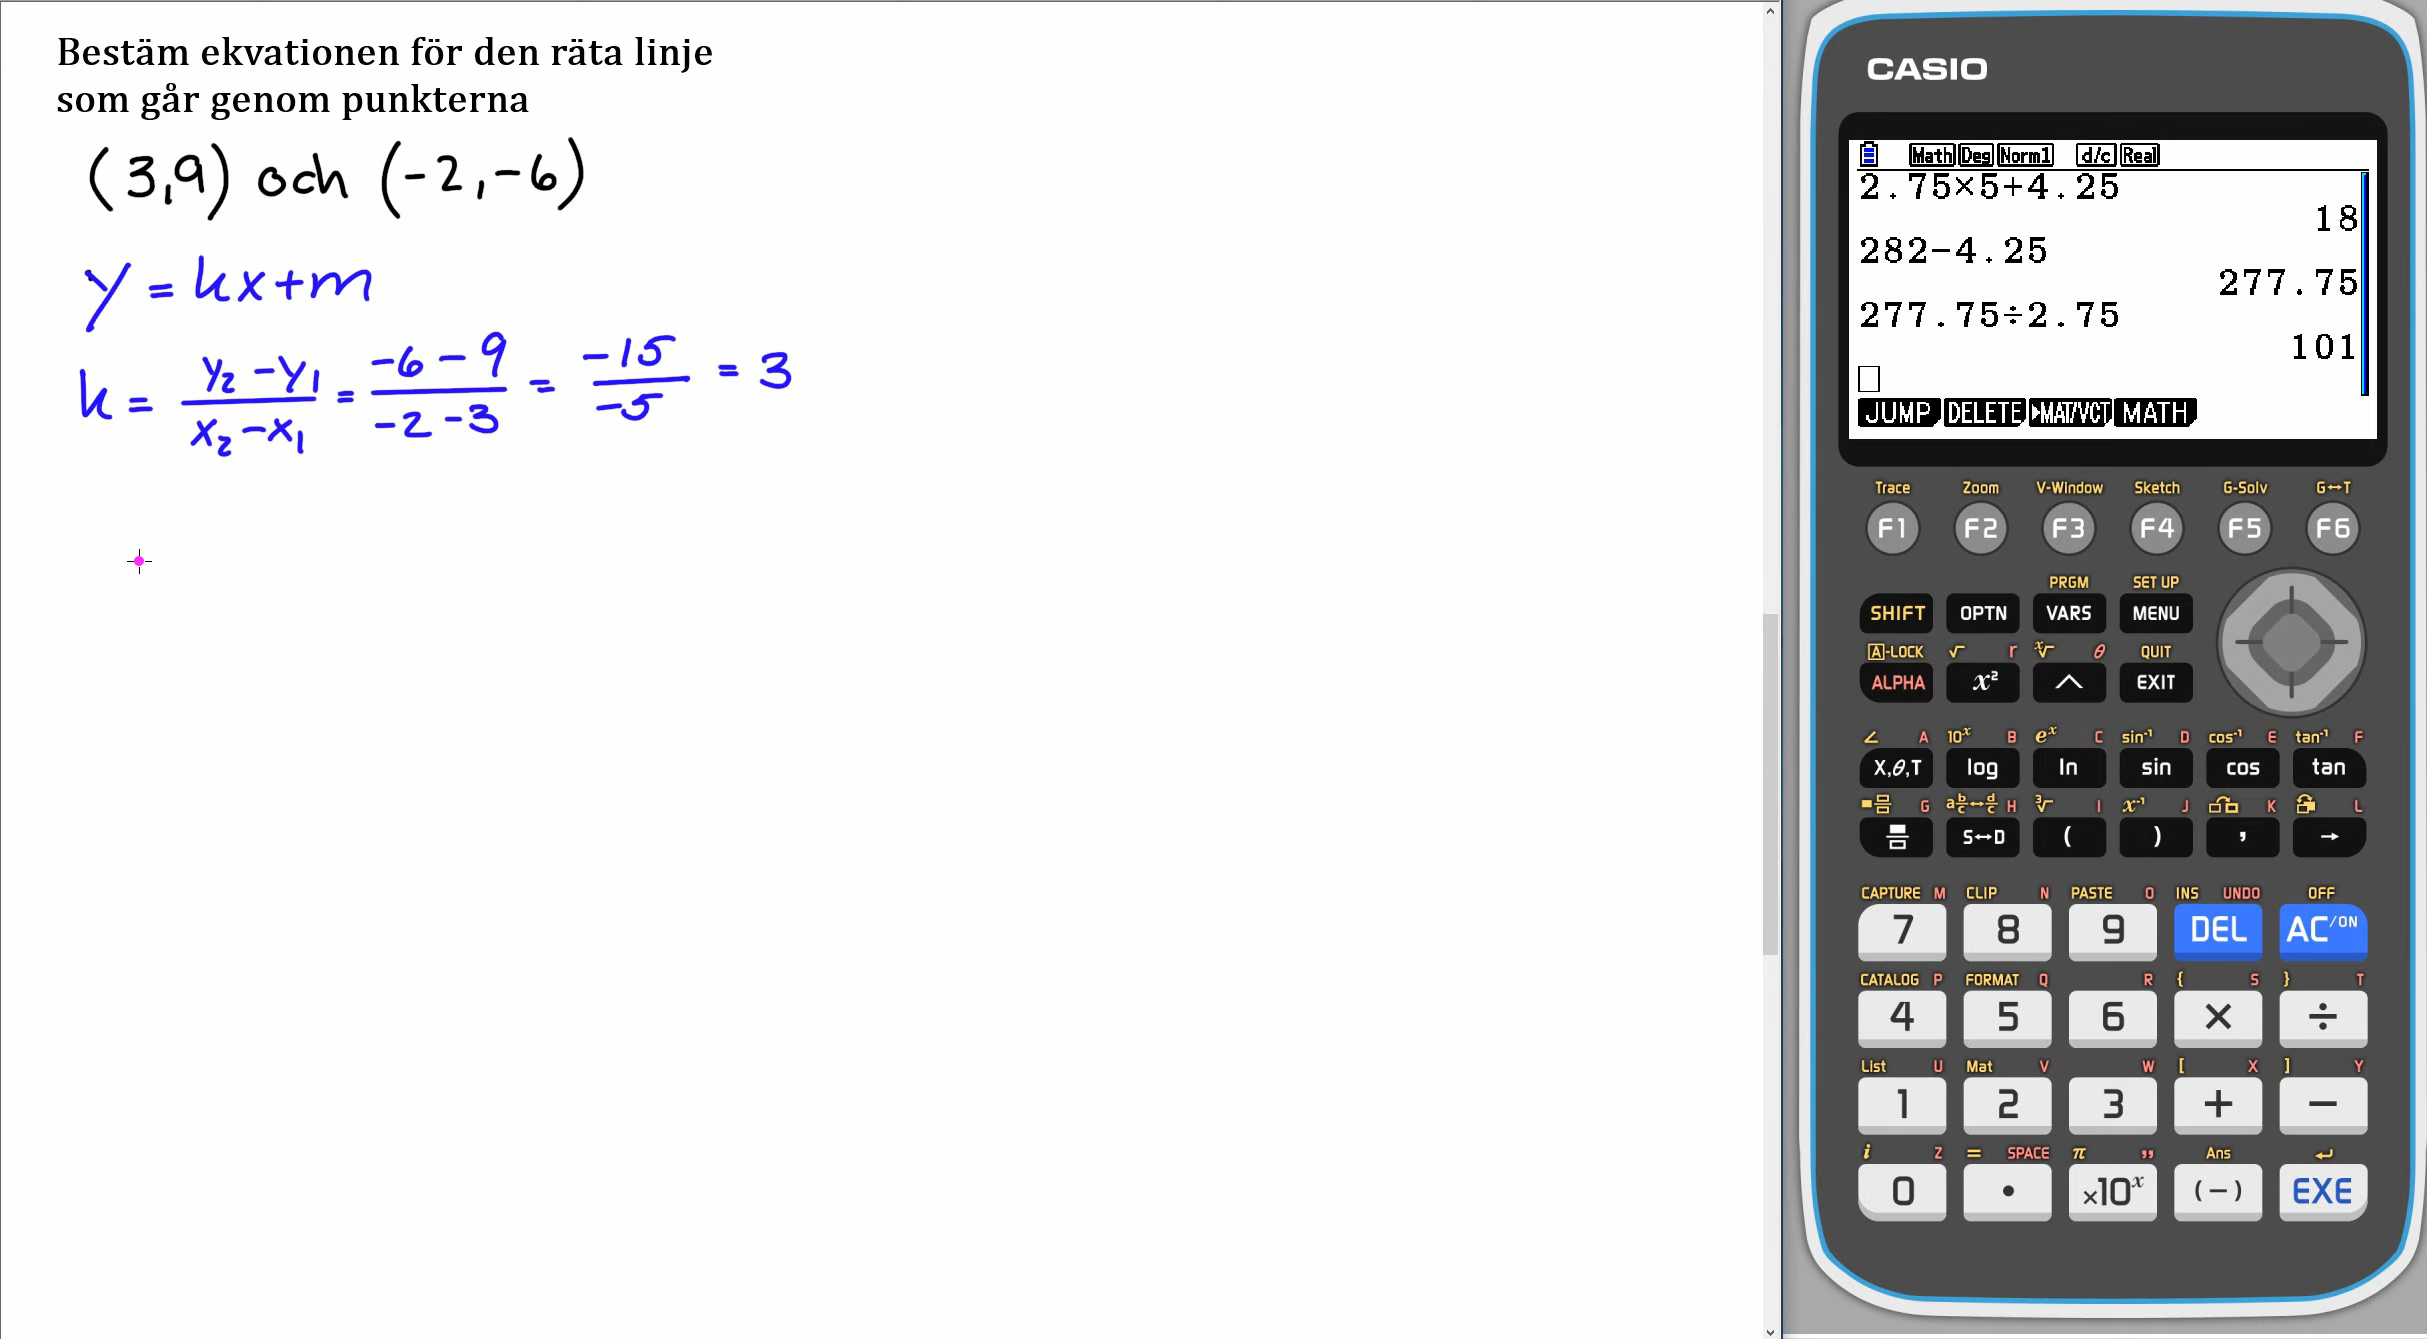 Bestäm ekvationen för den räta linje
som går genom punkterna
(3,9) och (-2,-6)
y = kx+m
k = y₂-y₁/x₂-x₁ = -6-9/-2-3 = -15/-5 = 3
CASIO
Math Deg Norm1 d/c Real
2.75×5+4.25
18
282-4.25
277.75
277.75÷2.75
101
JUMP DELETE ▶MAT/VCT MATH
Trace Zoom V-Window Sketch G-Solv G↔T
F1 F2 F3 F4 F5 F6
PRGM SET UP
SHIFT OPTN VARS MENU
A-LOCK √ r ˣ√ θ QUIT
ALPHA x² ^ EXIT
∠ A 10ˣ B eˣ C sin⁻¹ D cos⁻¹ E tan⁻¹ F
X,θ,T log ln sin cos tan
G a b/c↔d/c H ³√ I x⁻¹ J K L
S↔D ( ) , →
CAPTURE M CLIP N PASTE O INS UNDO OFF
7 8 9 DEL AC/ON
CATALOG P FORMAT Q R { S } T
4 5 6 × ÷
List U Mat V W [ X ] Y
1 2 3 + −
i Z = SPACE π " Ans ↵
0 . ×10ˣ (−) EXE